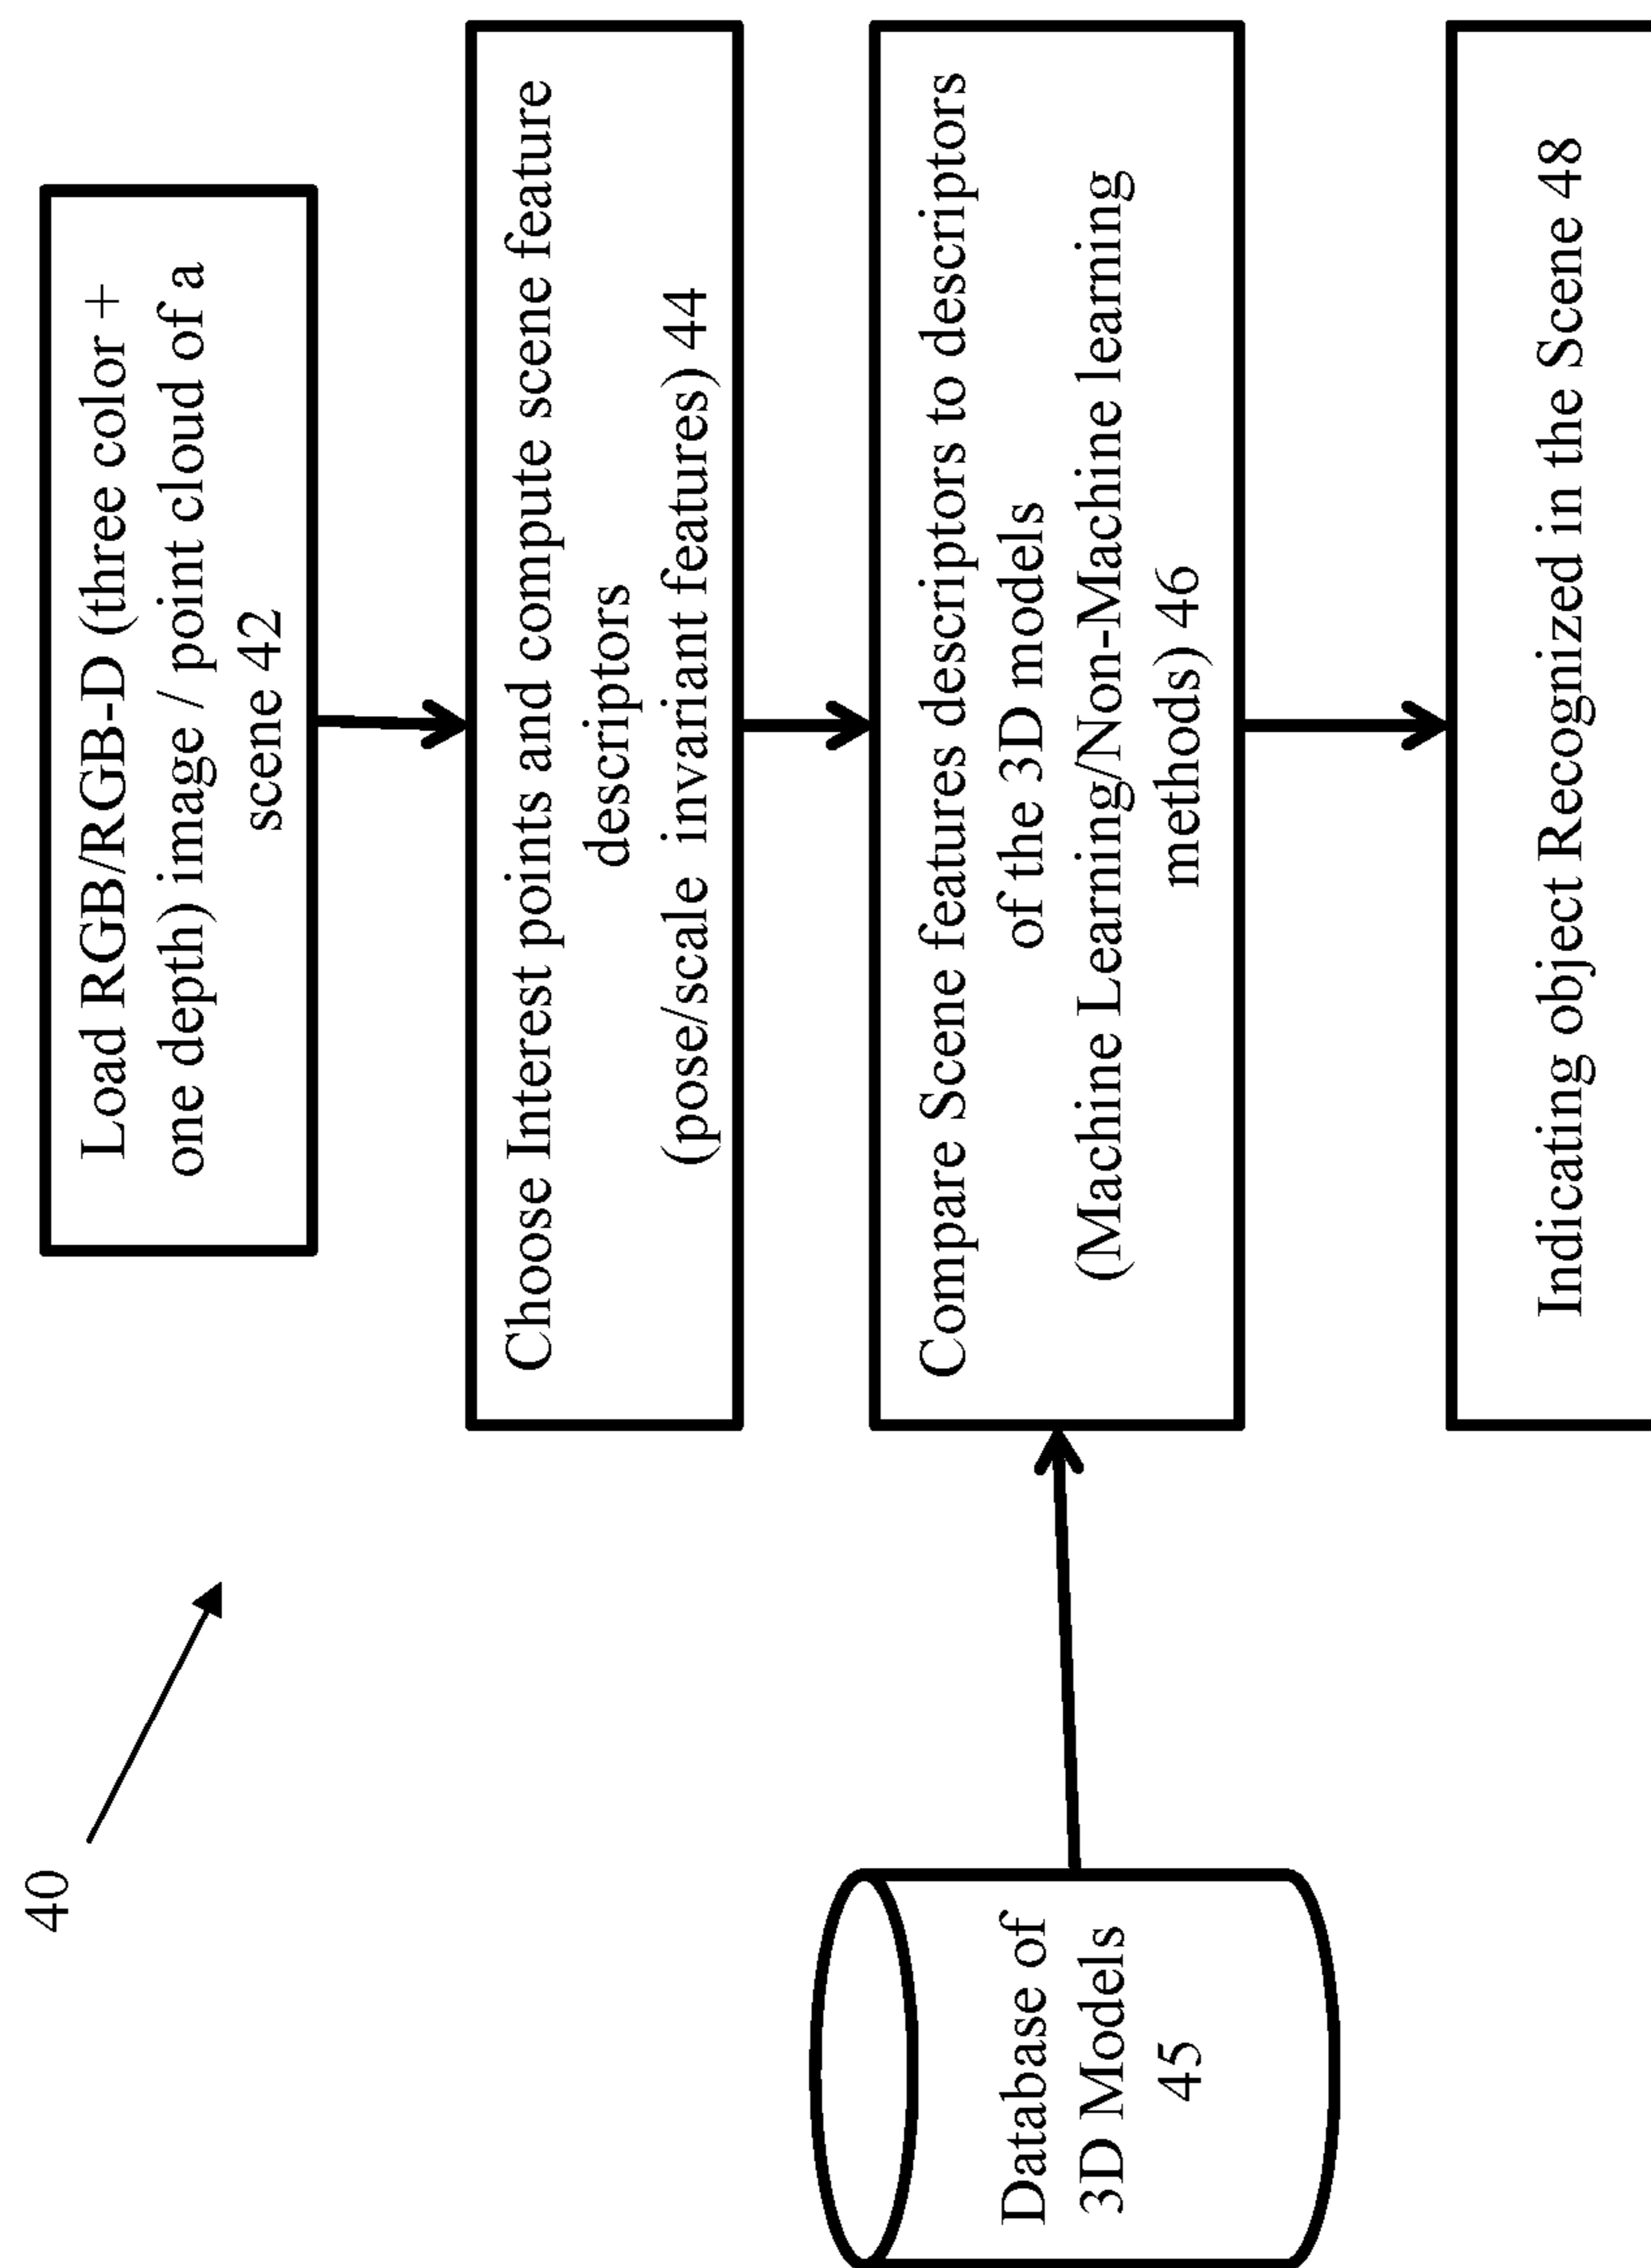 40
Load RGB/RGB-D (three color +
one depth) image / point cloud of a
scene 42
Choose Interest points and compute scene feature
descriptors
(pose/scale invariant features) 44
Database of
3D Models
45
Compare Scene features descriptors to descriptors
of the 3D models
(Machine Learning/Non-Machine learning
methods) 46
Indicating object Recognized in the Scene 48